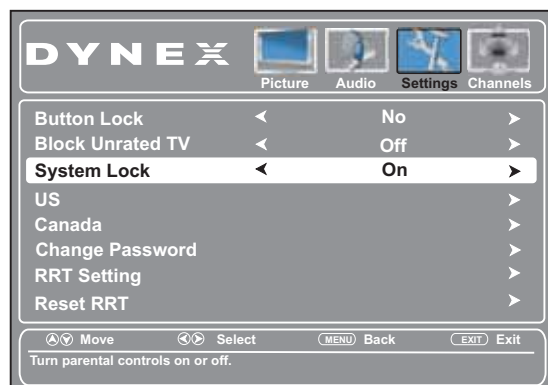 DYNEX
Picture Audio Settings Channels
Button Lock No
Block Unrated TV Off
System Lock On
US
Canada
Change Password
RRT Setting
Reset RRT
Move Select MENU Back EXIT Exit
Turn parental controls on or off.